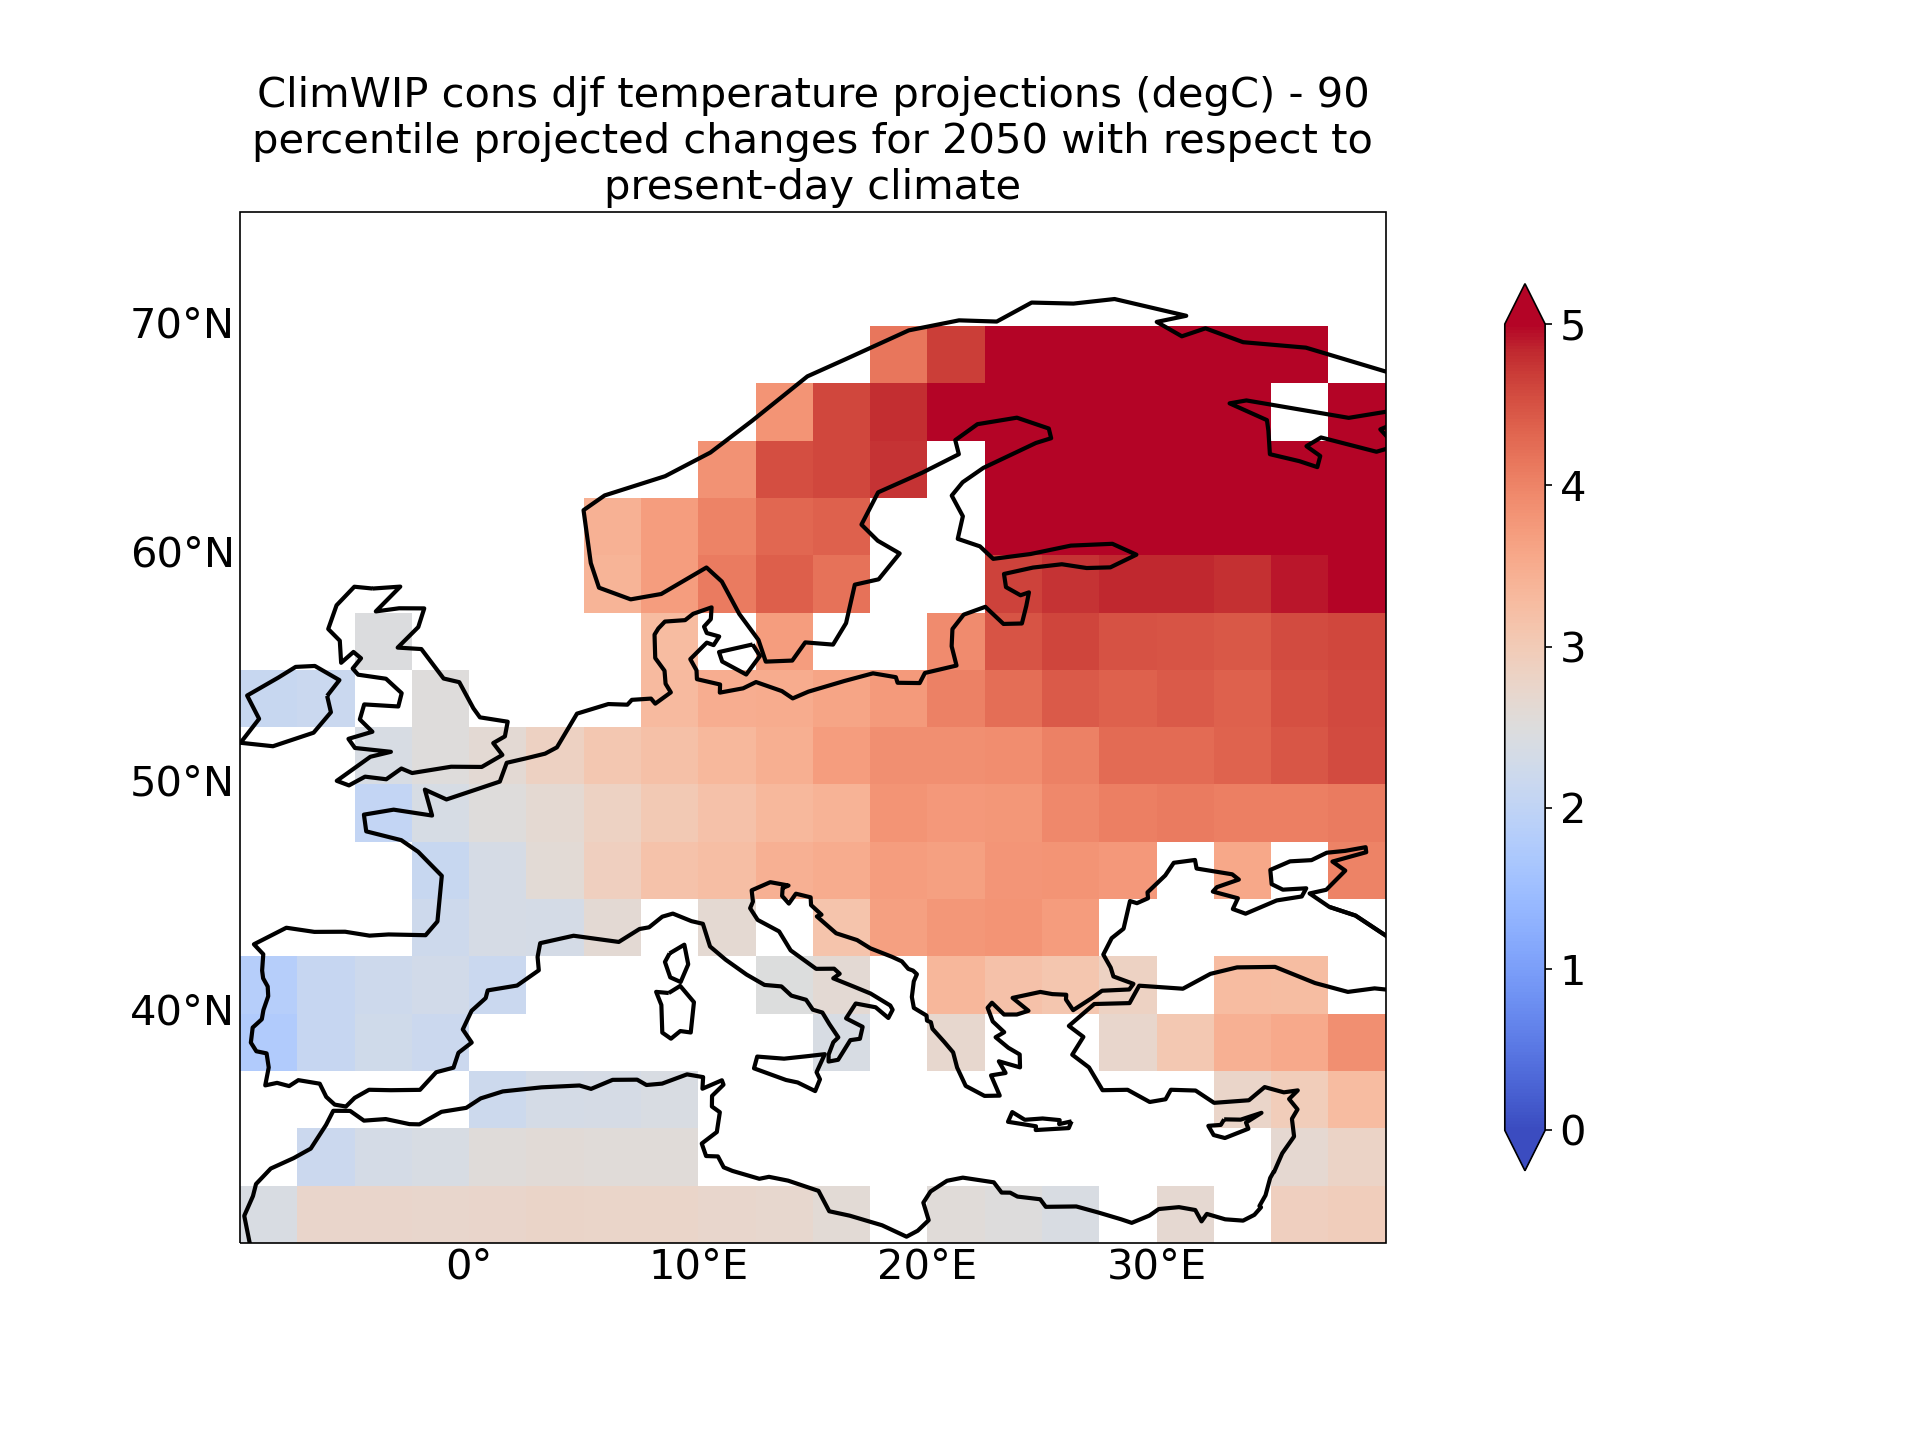 ClimWIP cons djf temperature projections (degC) - 90
percentile projected changes for 2050 with respect to
present-day climate
70°N
60°N
50°N
40°N
0°
10°E
20°E
30°E
5
4
3
2
1
0